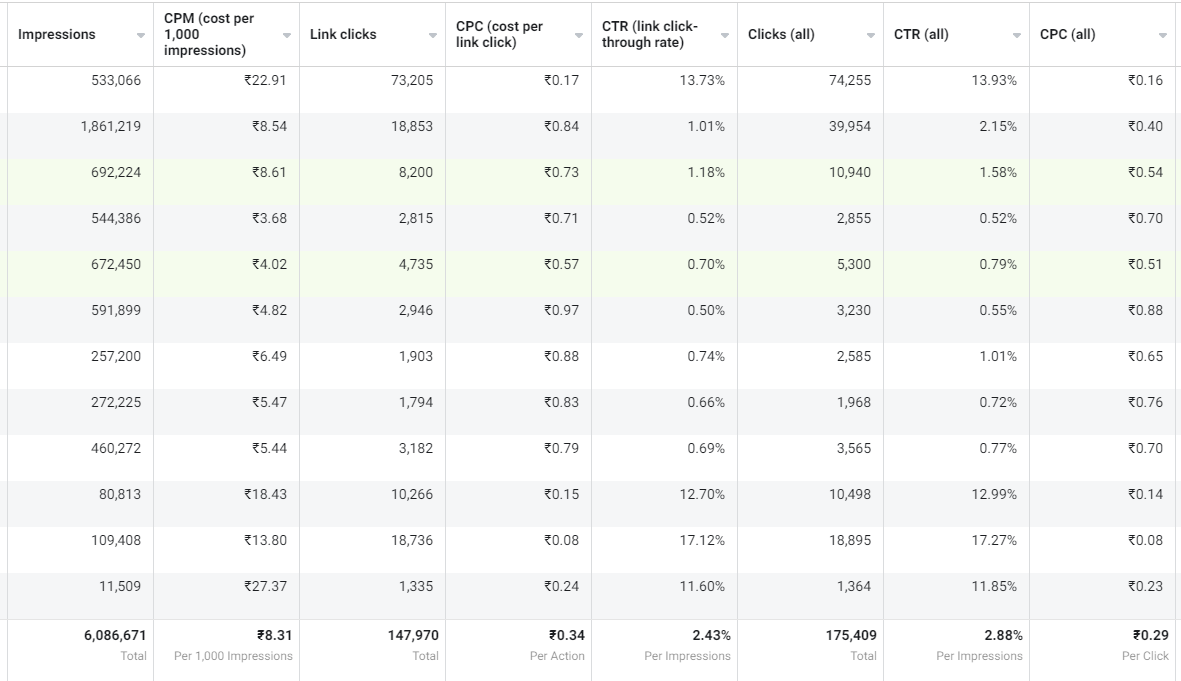 Impressions CPM (cost per 1,000 impressions) Link clicks CPC (cost per link click) CTR (link click-through rate) Clicks (all) CTR (all) CPC (all)
533,066 ₹22.91 73,205 ₹0.17 13.73% 74,255 13.93% ₹0.16
1,861,219 ₹8.54 18,853 ₹0.84 1.01% 39,954 2.15% ₹0.40
692,224 ₹8.61 8,200 ₹0.73 1.18% 10,940 1.58% ₹0.54
544,386 ₹3.68 2,815 ₹0.71 0.52% 2,855 0.52% ₹0.70
672,450 ₹4.02 4,735 ₹0.57 0.70% 5,300 0.79% ₹0.51
591,899 ₹4.82 2,946 ₹0.97 0.50% 3,230 0.55% ₹0.88
257,200 ₹6.49 1,903 ₹0.88 0.74% 2,585 1.01% ₹0.65
272,225 ₹5.47 1,794 ₹0.83 0.66% 1,968 0.72% ₹0.76
460,272 ₹5.44 3,182 ₹0.79 0.69% 3,565 0.77% ₹0.70
80,813 ₹18.43 10,266 ₹0.15 12.70% 10,498 12.99% ₹0.14
109,408 ₹13.80 18,736 ₹0.08 17.12% 18,895 17.27% ₹0.08
11,509 ₹27.37 1,335 ₹0.24 11.60% 1,364 11.85% ₹0.23
6,086,671 ₹8.31 147,970 ₹0.34 2.43% 175,409 2.88% ₹0.29
Total Per 1,000 Impressions Total Per Action Per Impressions Total Per Impressions Per Click